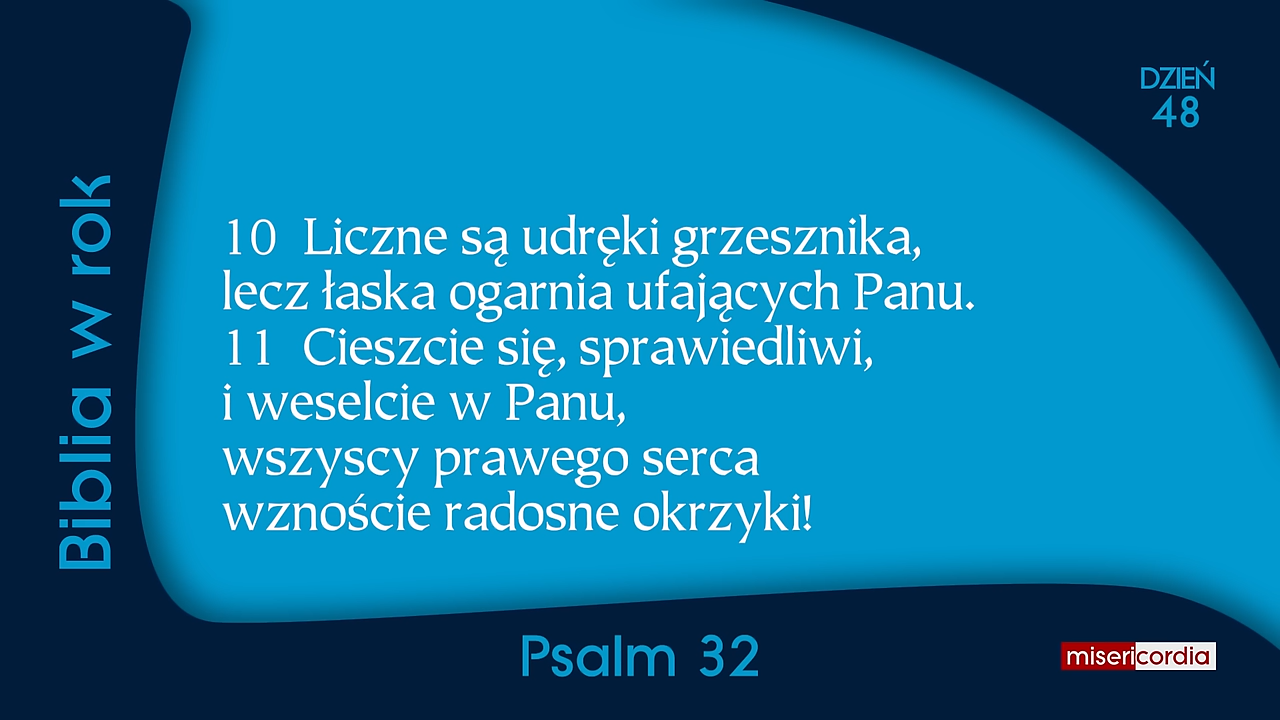 DZIEŃ
48
Biblia w rok
10 Liczne są udręki grzesznika,
lecz łaska ogarnia ufających Panu.
11 Cieszcie się, sprawiedliwi,
i weselcie w Panu,
wszyscy prawego serca
wznoście radosne okrzyki!
Psalm 32
misericordia